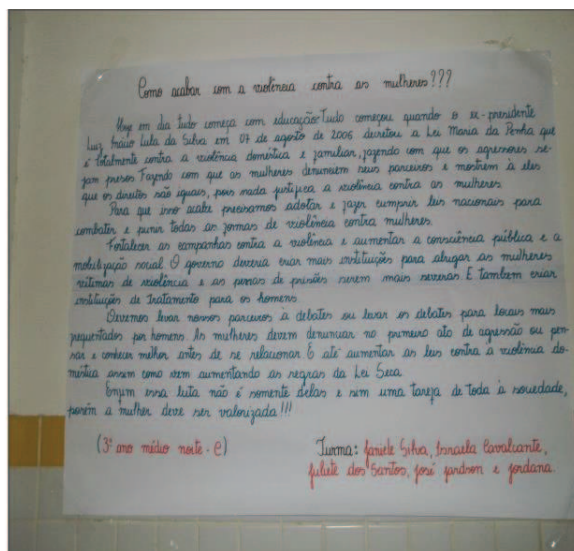 Como acabar com a violência contra as mulheres???
Hoje em dia tudo começa com educação. Tudo começou quando o ex-presidente
Luiz Inácio Lula da Silva em 07 de agosto de 2006 decretou a Lei Maria da Penha que
é totalmente contra a violência doméstica e familiar, fazendo com que os agressores se-
jam presos. Fazendo com que as mulheres denunciem seus parceiros e mostrem à eles
que os direitos são iguais, pois nada justifica a violência contra as mulheres.
Para que isso acabe precisamos adotar e fazer cumprir leis nacionais para
combater e punir todas as formas de violência contra mulheres.
Fortalecer as campanhas contra a violência e aumentar a consciência pública e a
mobilização social. O governo deveria criar mais instituições para abrigar as mulheres
vítimas de violência e as penas de prisões serem mais severas. E também criar
instituições de tratamento para os homens.
Devemos levar nossos parceiros à debates ou levar os debates para locais mais
frequentados por homens. As mulheres devem denunciar no primeiro ato de agressão ou pen-
sar e conhecer melhor antes de se relacionar. E até aumentar as leis contra a violência do-
méstica assim como vem aumentando as regras da Lei Seca.
Enfim essa luta não é somente delas e sim uma tarefa de toda à sociedade,
porém a mulher deve ser valorizada!!!
(3º ano médio noite - C)
Turma: Janiele Silva, Israela Cavalcante,
Juliete dos Santos, José Jardson e Jordana.